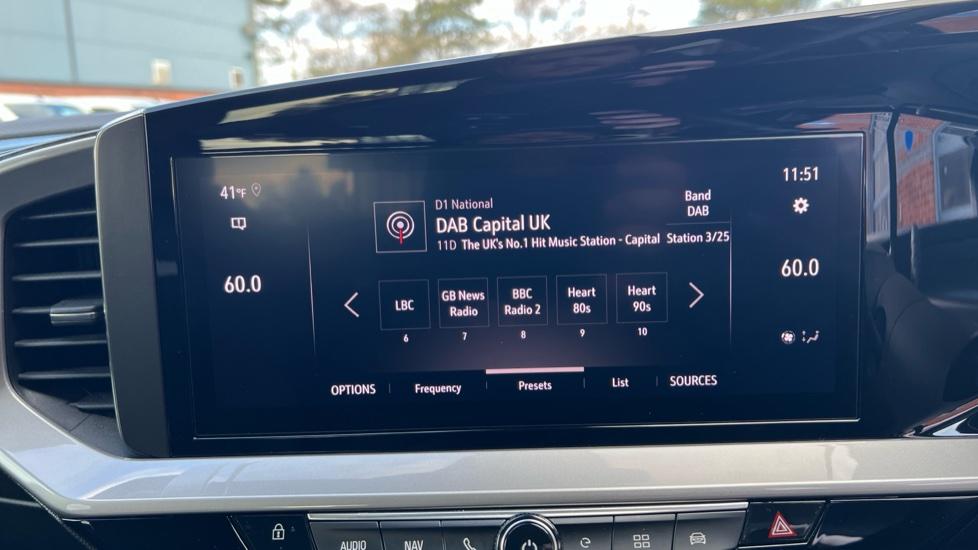 41°F
11:51
D1 National
Band
DAB
DAB Capital UK
11D The UK's No.1 Hit Music Station - Capital Station 3/25
60.0
60.0
LBC
GB News
Radio
BBC
Radio 2
Heart
80s
Heart
90s
6
7
8
9
10
OPTIONS
Frequency
Presets
List
SOURCES
AUDIO
NAV